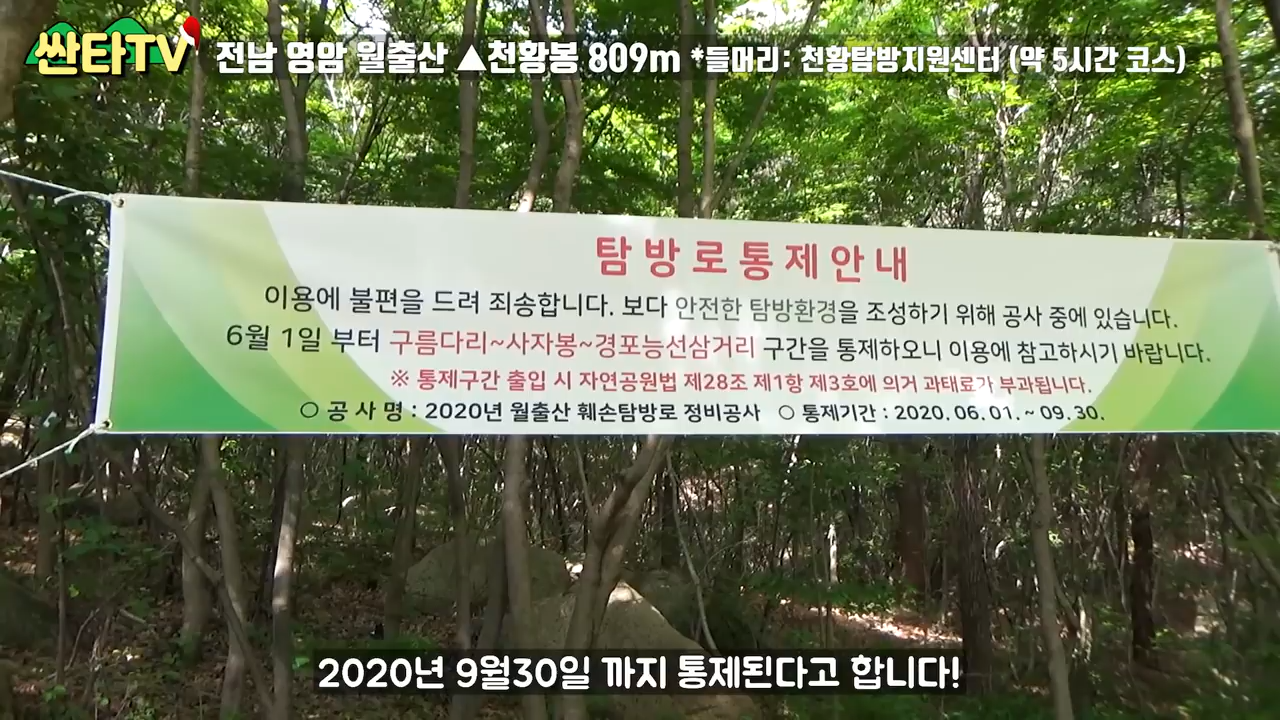 싼타TV 전남 영암 월출산 ▲천황봉 809m *들머리: 천황탐방지원센터 (약 5시간 코스)
탐방로통제안내
이용에 불편을 드려 죄송합니다. 보다 안전한 탐방환경을 조성하기 위해 공사 중에 있습니다.
6월 1일 부터 구름다리~사자봉~경포능선삼거리 구간을 통제하오니 이용에 참고하시기 바랍니다.
※ 통제구간 출입 시 자연공원법 제28조 제1항 제3호에 의거 과태료가 부과됩니다.
○ 공 사 명 : 2020년 월출산 훼손탐방로 정비공사 ○ 통제기간 : 2020. 06. 01. ~ 09. 30.
2020년 9월30일 까지 통제된다고 합니다!